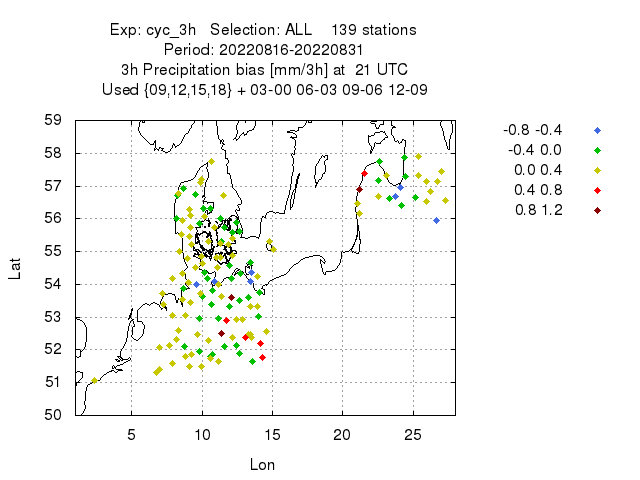 Exp: cyc_3h Selection: ALL 139 stations
Period: 20220816-20220831
3h Precipitation bias [mm/3h] at 21 UTC
Used {09,12,15,18} + 03-00 06-03 09-06 12-09
59
58
57
56
55
54
53
52
51
50
Lat
5 10 15 20 25
Lon
-0.8 -0.4
-0.4 0.0
0.0 0.4
0.4 0.8
0.8 1.2